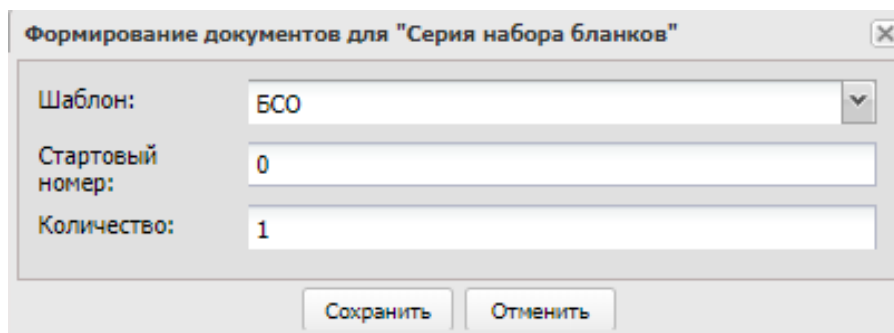 Формирование документов для "Серия набора бланков"
Шаблон: БСО
Стартовый
номер: 0
Количество: 1
Сохранить Отменить